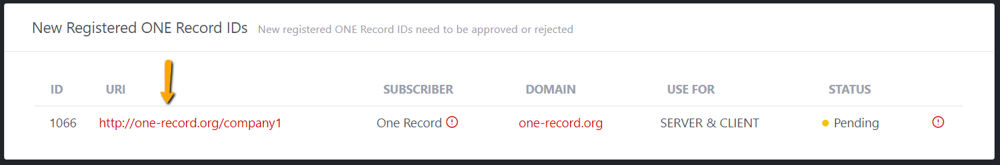 New Registered ONE Record IDs New registered ONE Record IDs need to be approved or rejected
ID URI SUBSCRIBER DOMAIN USE FOR STATUS
1066 http://one-record.org/company1 One Record one-record.org SERVER & CLIENT Pending